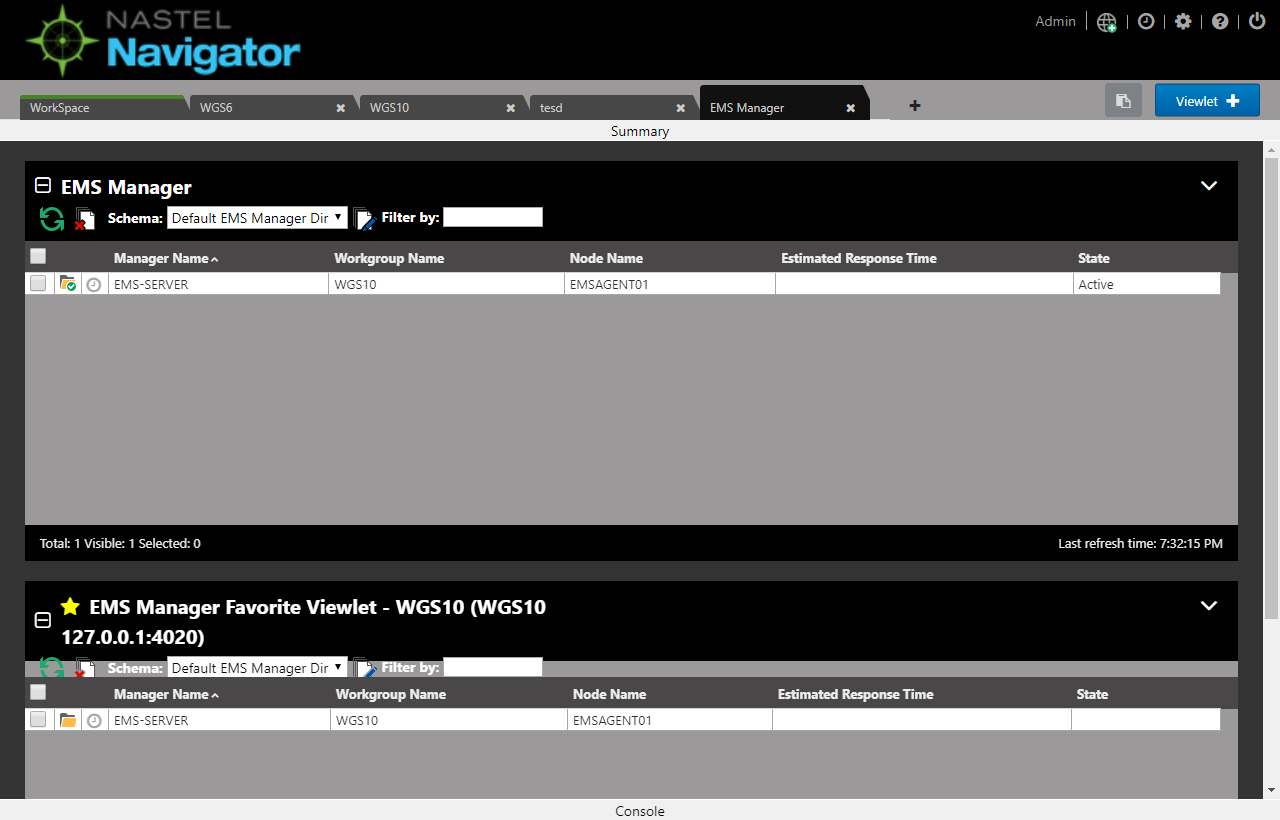 NASTEL
Navigator
Admin
WorkSpace WGS6 WGS10 tesd EMS Manager Viewlet
Summary
EMS Manager
Schema: Default EMS Manager Dir Filter by:
Manager Name Workgroup Name Node Name Estimated Response Time State
EMS-SERVER WGS10 EMSAGENT01 Active
Total: 1 Visible: 1 Selected: 0 Last refresh time: 7:32:15 PM
EMS Manager Favorite Viewlet - WGS10 (WGS10
127.0.0.1:4020)
Schema: Default EMS Manager Dir Filter by:
Manager Name Workgroup Name Node Name Estimated Response Time State
EMS-SERVER WGS10 EMSAGENT01
Console